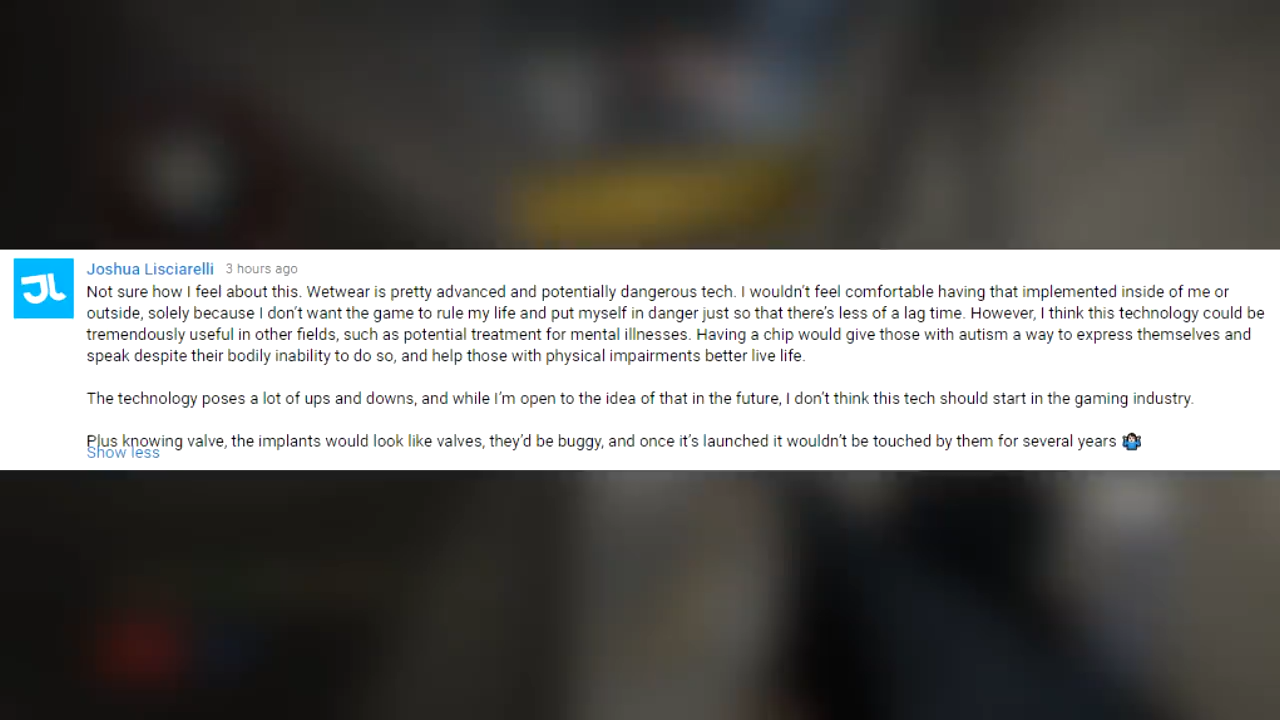 JL
Joshua Lisciarelli 3 hours ago
Not sure how I feel about this. Wetwear is pretty advanced and potentially dangerous tech. I wouldn't feel comfortable having that implemented inside of me or
outside, solely because I don't want the game to rule my life and put myself in danger just so that there's less of a lag time. However, I think this technology could be
tremendously useful in other fields, such as potential treatment for mental illnesses. Having a chip would give those with autism a way to express themselves and
speak despite their bodily inability to do so, and help those with physical impairments better live life.
The technology poses a lot of ups and downs, and while I'm open to the idea of that in the future, I don't think this tech should start in the gaming industry.
Plus knowing valve, the implants would look like valves, they'd be buggy, and once it's launched it wouldn't be touched by them for several years 🤷🏻‍♂️
Show less